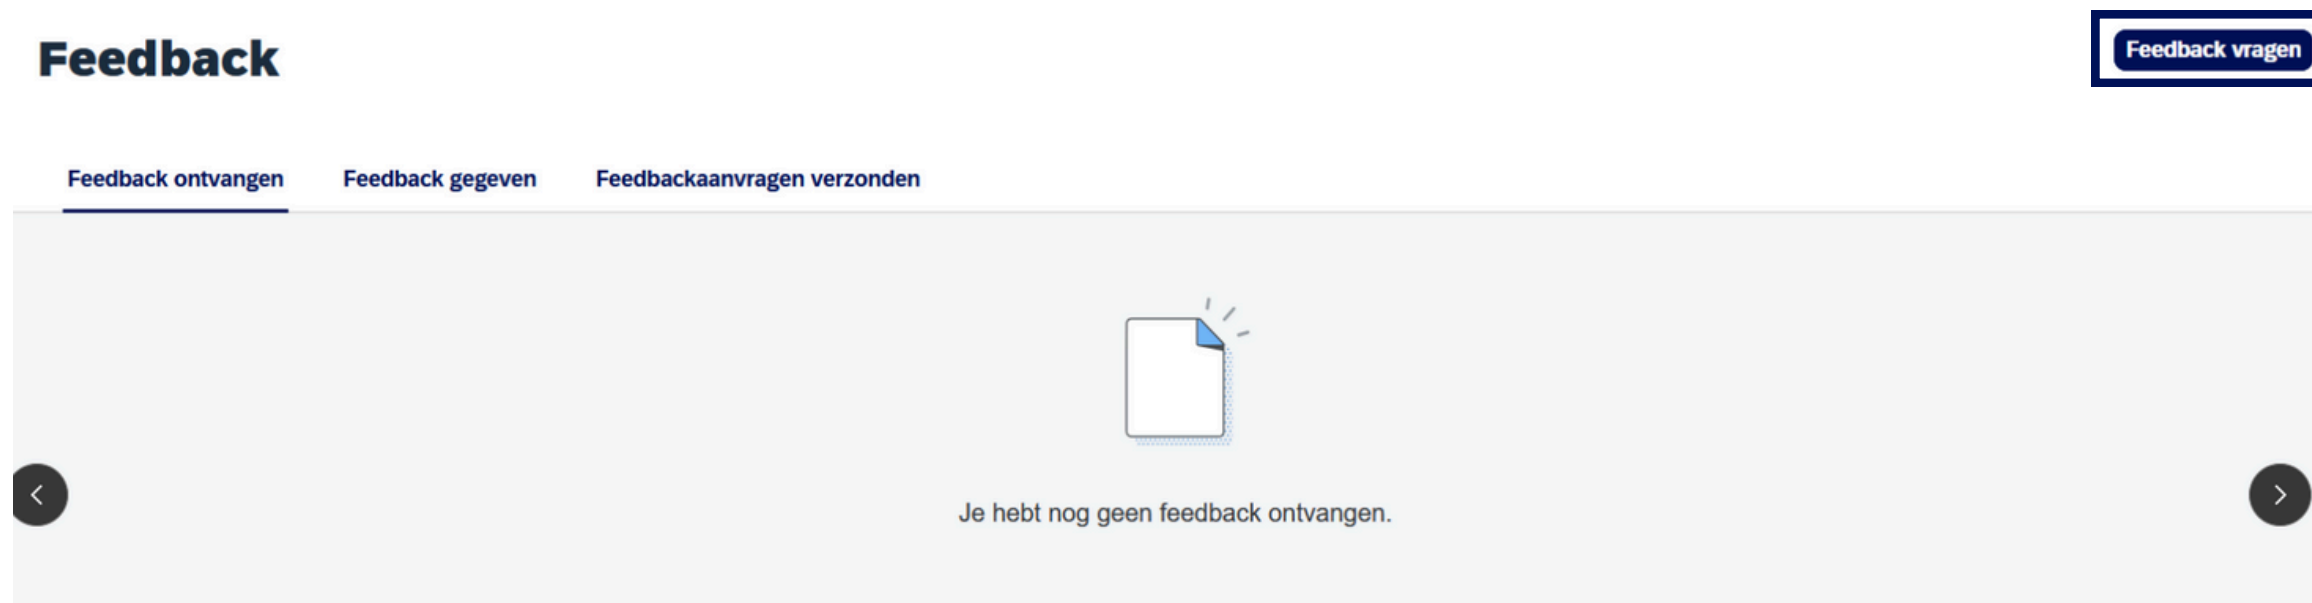 Feedback
Feedback vragen
Feedback ontvangen
Feedback gegeven
Feedbackaanvragen verzonden
Je hebt nog geen feedback ontvangen.